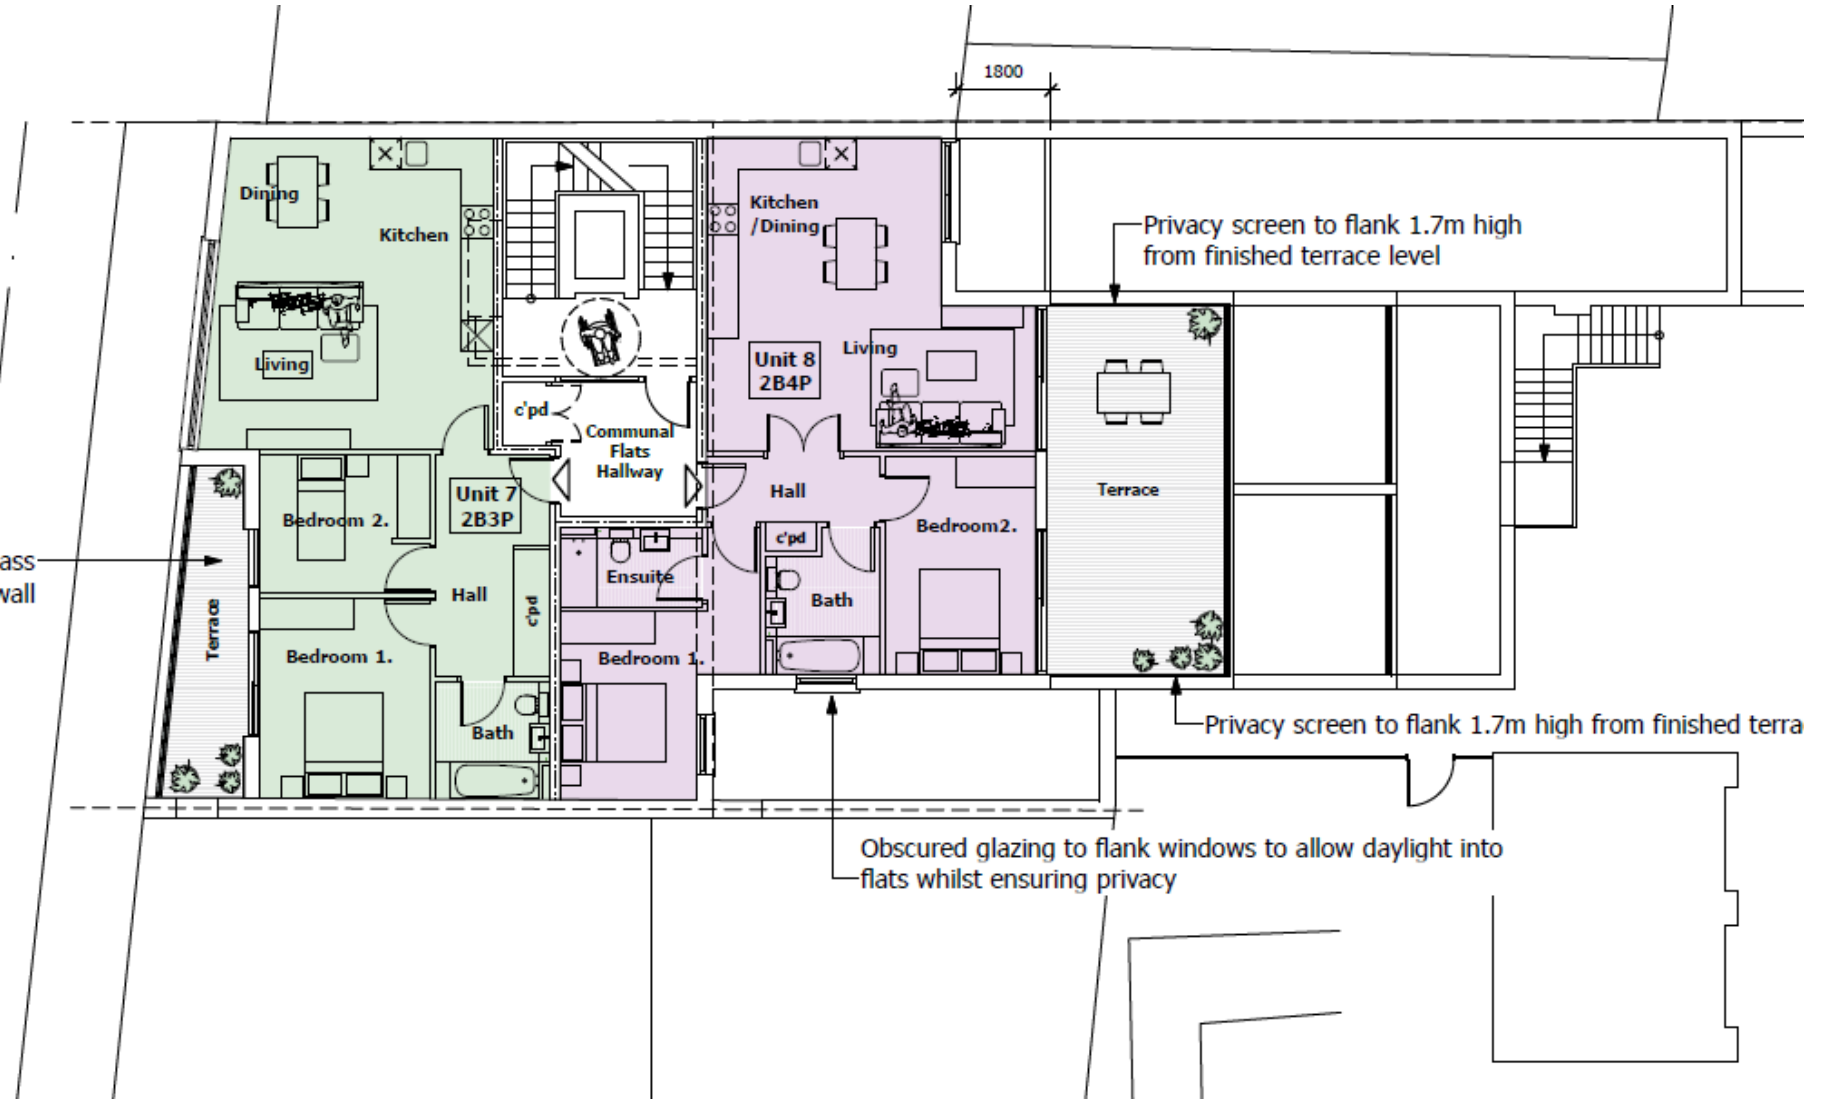 1800
Dining
Kitchen
Living
Kitchen
/Dining
Unit 8
2B4P
Living
Privacy screen to flank 1.7m high
from finished terrace level
c'pd
Communal
Flats
Hallway
Bedroom 2.
Unit 7
2B3P
Hall
Bedroom2.
Terrace
c'pd
Ensuite
Bath
Hall
c'pd
Terrace
Bedroom 1.
Bedroom 1.
Bath
ass
wall
Privacy screen to flank 1.7m high from finished terra
Obscured glazing to flank windows to allow daylight into
flats whilst ensuring privacy